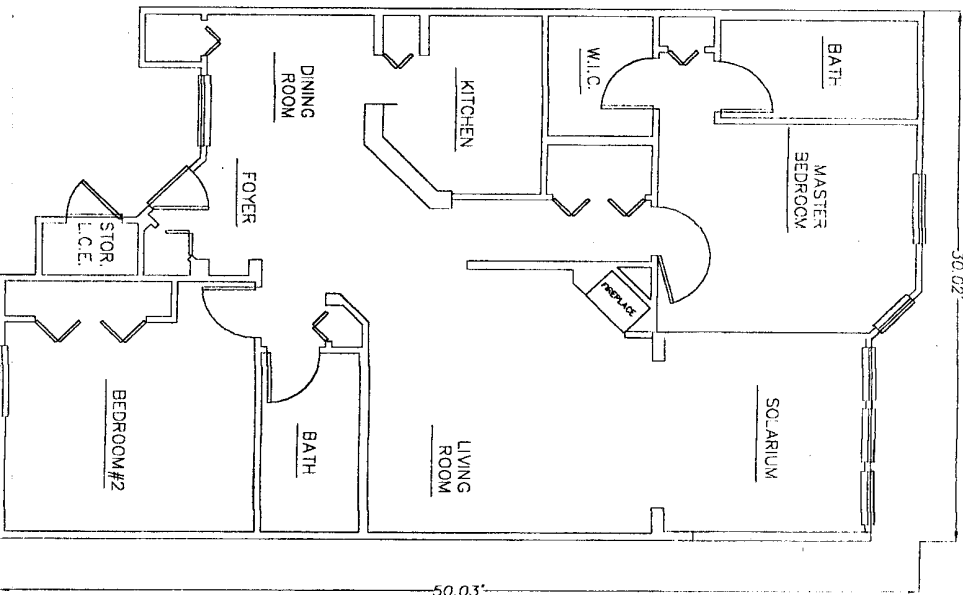 BATH
W.I.C.
KITCHEN
DINING
ROOM
MASTER
BEDROOM
FOYER
STOR.
L.C.E.
FIREPLACE
30.02'
SOLARIUM
LIVING
ROOM
BATH
BEDROOM#2
50.03'